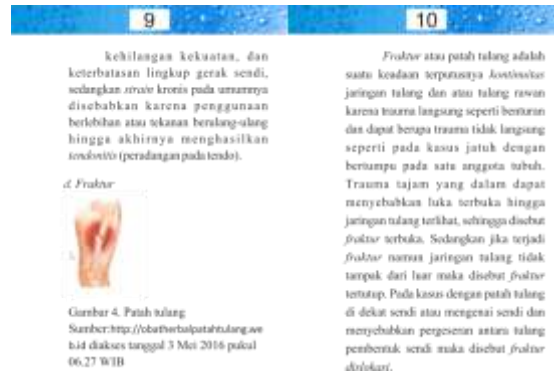 9
kehilangan kekuatan, dan
keterbatasan lingkup gerak sendi,
sedangkan strain kronis pada umumnya
disebabkan karena penggunaan
berlebihan atau tekanan berulang-ulang
hingga akhirnya menghasilkan
tendonitis (peradangan pada tendo).
d. Fraktur
Gambar 4. Patah tulang
Sumber:http://obatherbalpatahtulang.we
b.id diakses tanggal 3 Mei 2016 pukul
06.27 WIB
10
Fraktur atau patah tulang adalah
suatu keadaan terputusnya kontinuitas
jaringan tulang dan atau tulang rawan
karena trauma langsung seperti benturan
dan dapat berupa trauma tidak langsung
seperti pada kasus jatuh dengan
bertumpu pada satu anggota tubuh.
Trauma tajam yang dalam dapat
menyebabkan luka terbuka hingga
jaringan tulang terlihat, sehingga disebut
fraktur terbuka. Sedangkan jika terjadi
fraktur namun jaringan tulang tidak
tampak dari luar maka disebut fraktur
tertutup. Pada kasus dengan patah tulang
di dekat sendi atau mengenai sendi dan
menyebabkan pergeseran antara tulang
pembentuk sendi maka disebut fraktur
dislokasi.